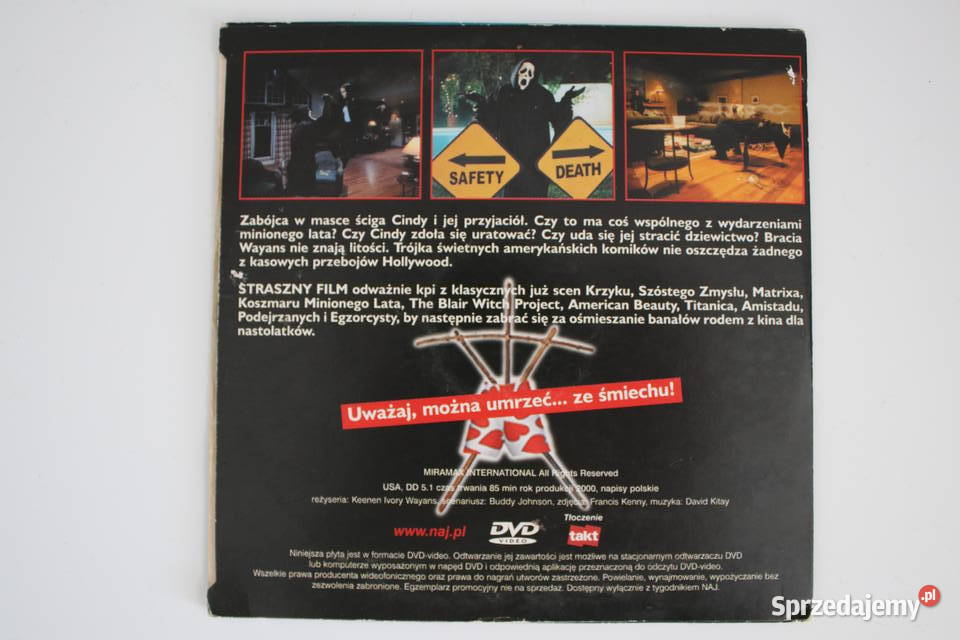 SAFETY
DEATH
Zabójca w masce ściga Cindy i jej przyjaciół. Czy to ma coś wspólnego z wydarzeniami
minionego lata? Czy Cindy zdoła się uratować? Czy uda się jej stracić dziewictwo? Bracia
Wayans nie znają litości. Trójka świetnych amerykańskich komików nie oszczędza żadnego
z kasowych przebojów Hollywood.
STRASZNY FILM odważnie kpi z klasycznych już scen Krzyku, Szóstego Zmysłu, Matrixa,
Koszmaru Minionego Lata, The Blair Witch Project, American Beauty, Titanica, Amistadu,
Podejrzanych i Egzorcysty, by następnie zabrać się za ośmieszanie banałów rodem z kina dla
nastolatków.
Uważaj, można umrzeć... ze śmiechu!
MIRAMAX INTERNATIONAL All Rights Reserved
USA, DD 5.1 czas trwania 85 min rok produkcji 2000, napisy polskie
reżyseria: Keenen Ivory Wayans, scenariusz: Buddy Johnson, zdjęcia: Francis Kenny, muzyka: David Kitay
www.naj.pl
DVD
VIDEO
Tłoczenie
takt
Niniejsza płyta jest w formacie DVD-video. Odtwarzanie jej zawartości jest możliwe na stacjonarnym odtwarzaczu DVD
lub komputerze wyposażonym w napęd DVD i odpowiednią aplikację przeznaczoną do odczytu DVD-video.
Wszelkie prawa producenta wideofonicznego oraz prawa do nagrań utworów zastrzeżone. Powielanie, wynajmowanie, wypożyczanie bez
zezwolenia zabronione. Egzemplarz promocyjny nie na sprzedaż. Dostępny wyłącznie z tygodnikiem NAJ.
Sprzedajemy.pl